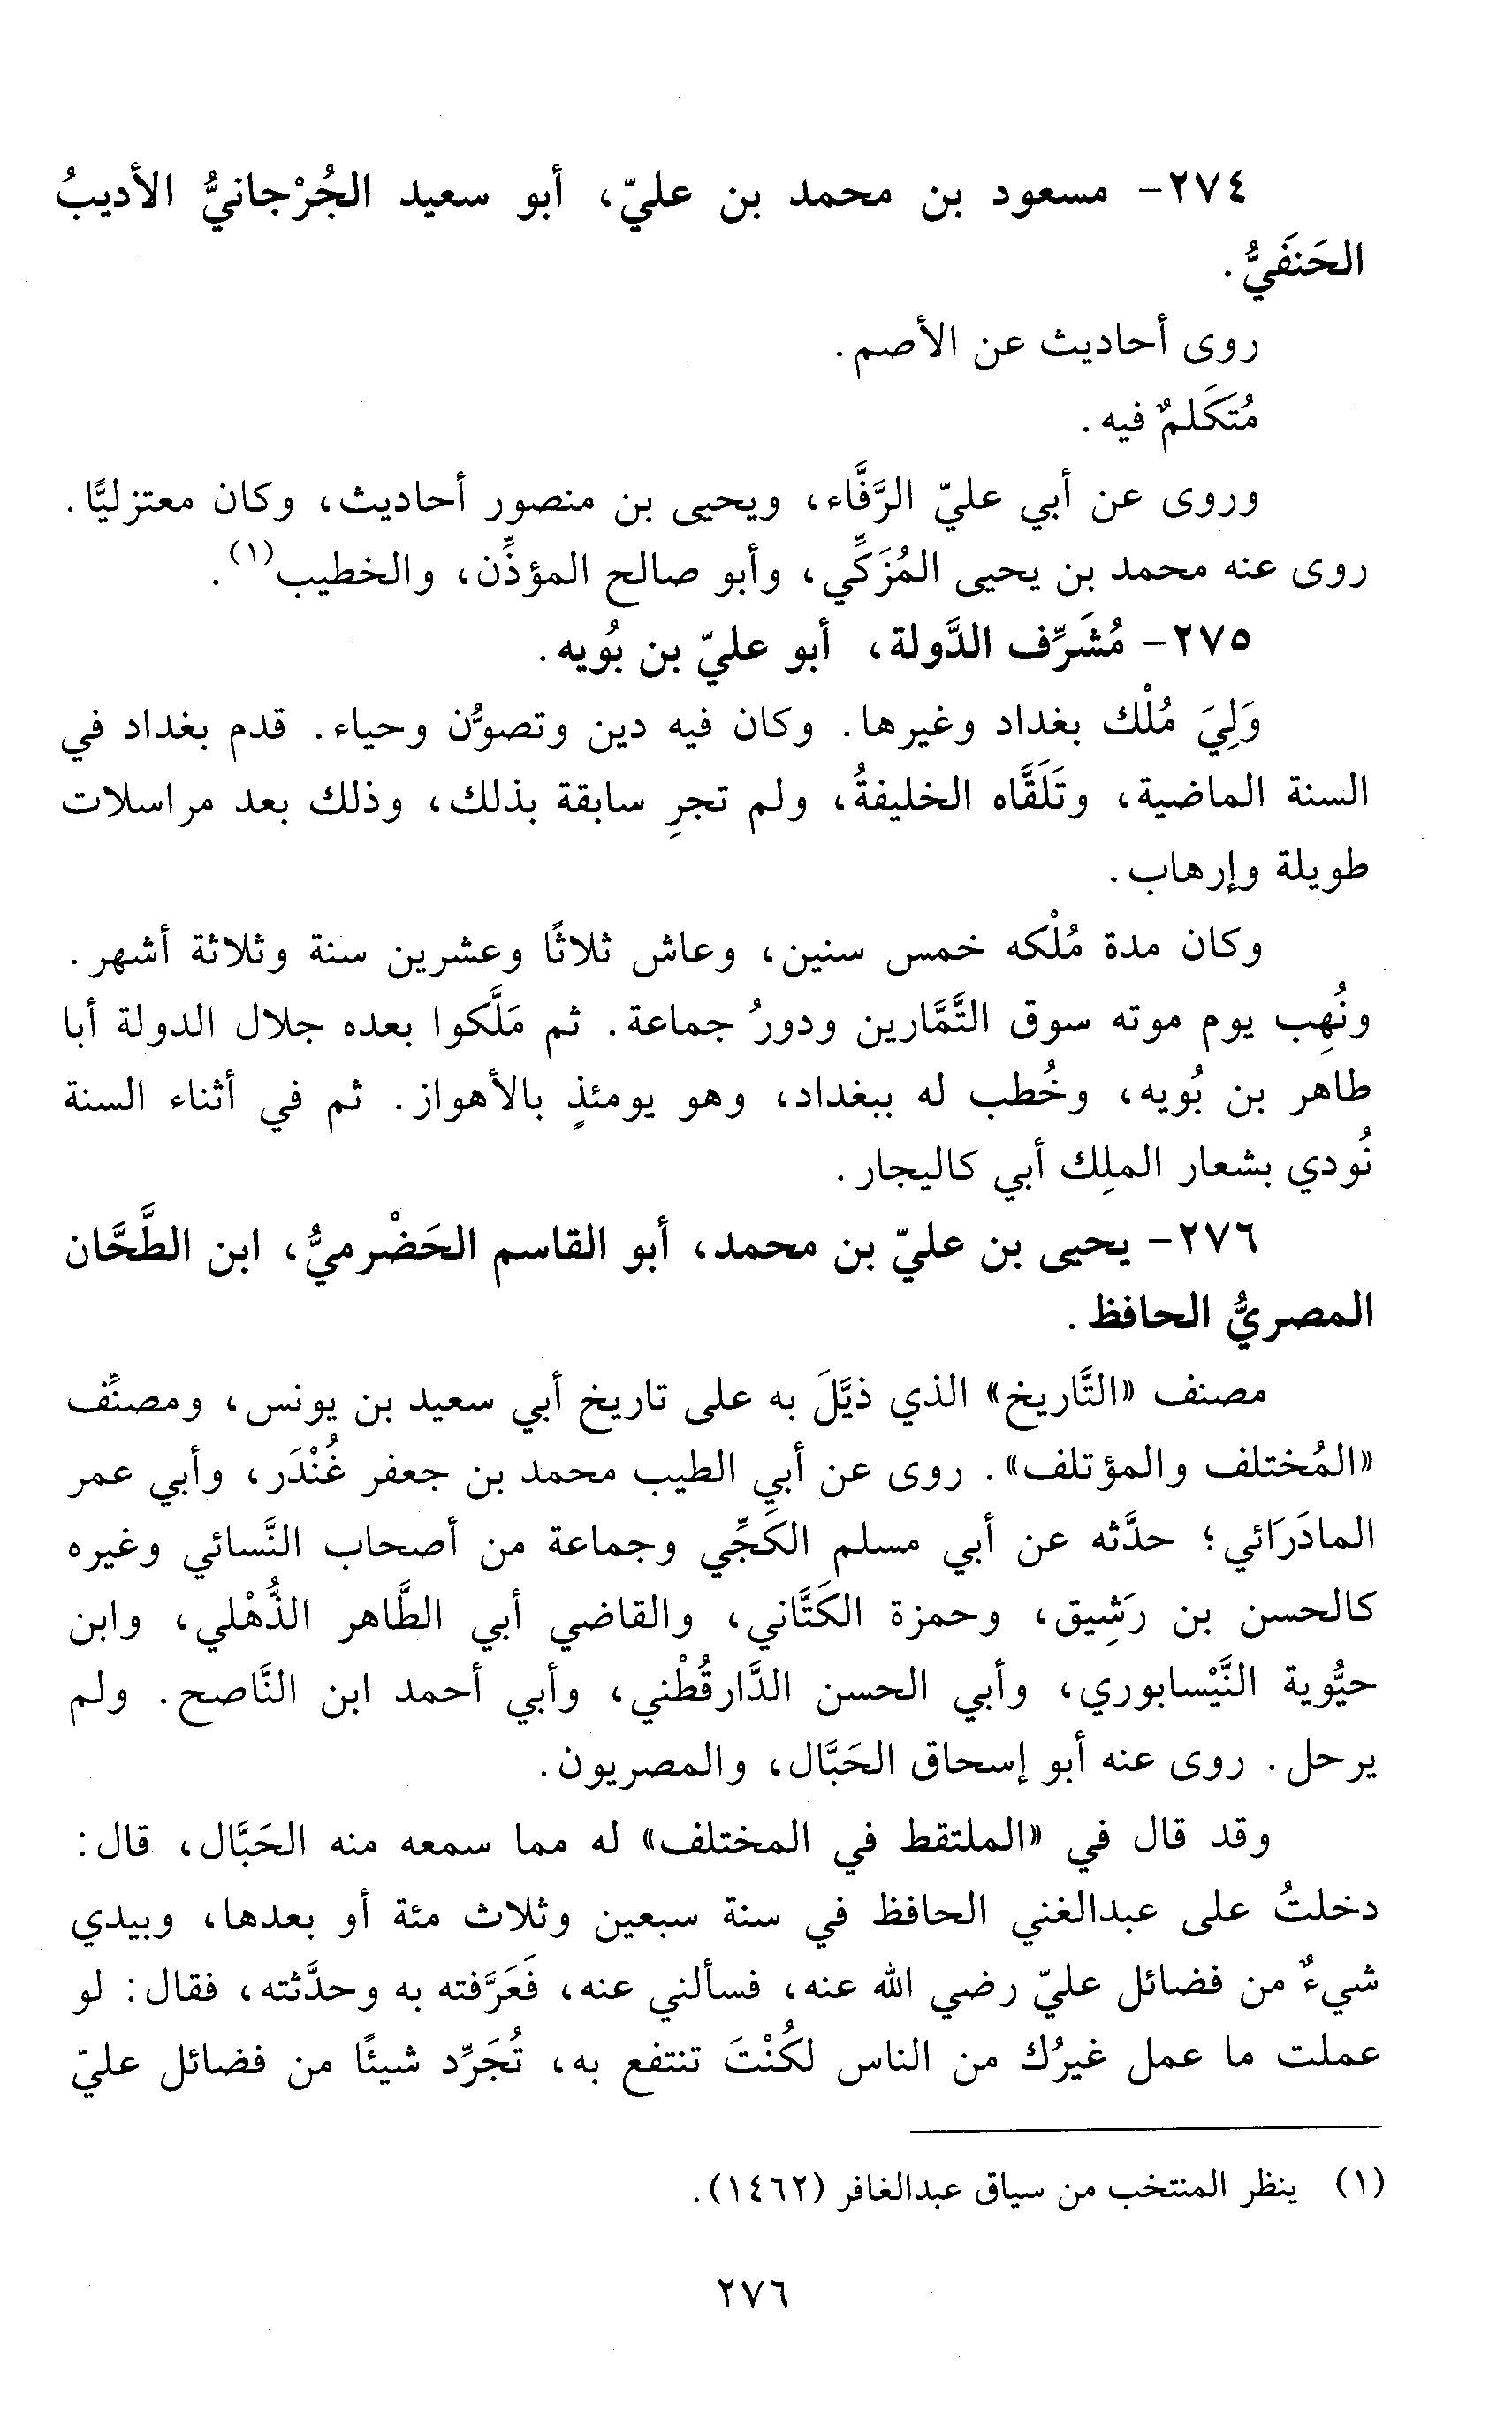 ٢٧٤- مسعود بن محمد بن عليّ، أبو سعيد الجُرْجانيُّ الأديبُ
الحَنفَيُّ.
روى أحاديث عن الأصم.
مُتَكَلمٌ فيه.
وروى عن أبي عليّ الرَّفَّاء، ويحيى بن منصور أحاديث، وكان معتزليًّا.
روى عنه محمد بن يحيى المُزَكِّي، وأبو صالح المؤذِّن، والخطيب(١).
٢٧٥- مُشَرِّف الدَّولة، أبو عليّ بن بُويه.
وَلِيَ مُلْك بغداد وغيرها. وكان فيه دين وتصوُّن وحياء. قدم بغداد في
السنة الماضية، وتَلَقَّاه الخليفةُ، ولم تجرِ سابقة بذلك، وذلك بعد مراسلات
طويلة وإرهاب.
وكان مدة مُلْكه خمس سنين، وعاش ثلاثًا وعشرين سنة وثلاثة أشهر.
ونُهِب يوم موته سوق التَّمَّارين ودورُ جماعة. ثم مَلَّكوا بعده جلال الدولة أبا
طاهر بن بُويه، وخُطب له ببغداد، وهو يومئذٍ بالأهواز. ثم في أثناء السنة
نُودي بشعار الملِك أبي كاليجار.
٢٧٦- يحيى بن عليّ بن محمد، أبو القاسم الحَضْرميُّ، ابن الطَّحَّان
المصريُّ الحافظ.
مصنف «التَّاريخ» الذي ذيَّلَ به على تاريخ أبي سعيد بن يونس، ومصنِّف
«المُختلف والمؤتلف». روى عن أبي الطيب محمد بن جعفر غُنْدَر، وأبي عمر
المادَرَائي؛ حدَّثه عن أبي مسلم الكَجِّي وجماعة من أصحاب النَّسائي وغيره
كالحسن بن رَشِيق، وحمزة الكَتَّاني، والقاضي أبي الطَّاهر الذُّهْلي، وابن
حيُّوية النَّيْسابوري، وأبي الحسن الدَّارقُطْني، وأبي أحمد ابن النَّاصح. ولم
يرحل. روى عنه أبو إسحاق الحَبَّال، والمصريون.
وقد قال في «الملتقط في المختلف» له مما سمعه منه الحَبَّال، قال:
دخلتُ على عبدالغني الحافظ في سنة سبعين وثلاث مئة أو بعدها، وبيدي
شيءٌ من فضائل عليّ رضي الله عنه، فسألني عنه، فَعَرَّفته به وحدَّثته، فقال: لو
عملت ما عمل غيرُك من الناس لكُنْتَ تنتفع به، تُجَرِّد شيئًا من فضائل عليّ
(١) ينظر المنتخب من سياق عبدالغافر (١٤٦٢).
٢٧٦